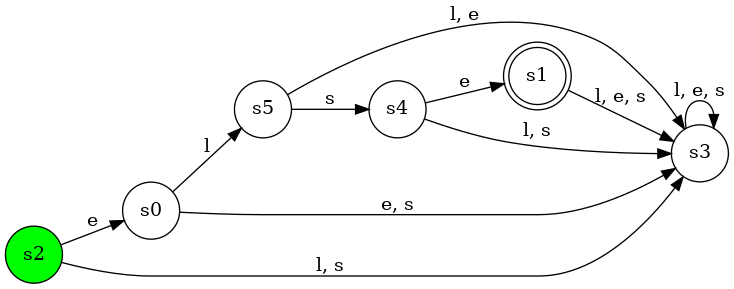 l, e
s1
e
l, e, s
l, e, s
s5
s
s4
l, s
s3
l
s0
e, s
e
s2
l, s